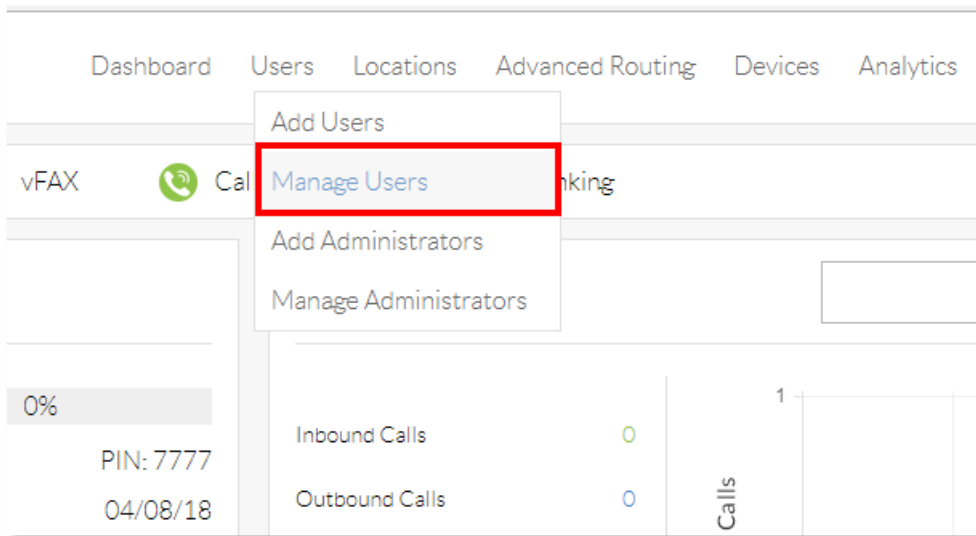 Dashboard Users Locations Advanced Routing Devices Analytics
Add Users
vFAX Cal Manage Users nking
Add Administrators
Manage Administrators
0%
1
Inbound Calls 0
PIN: 7777
Outbound Calls 0
04/08/18
Calls